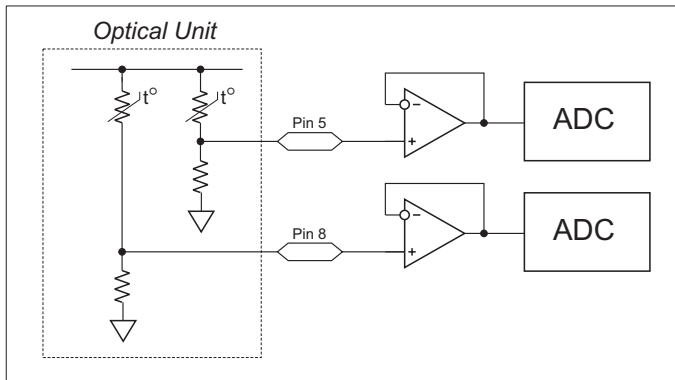 Optical Unit
t° t°
Pin 5
− +
ADC
Pin 8
− +
ADC